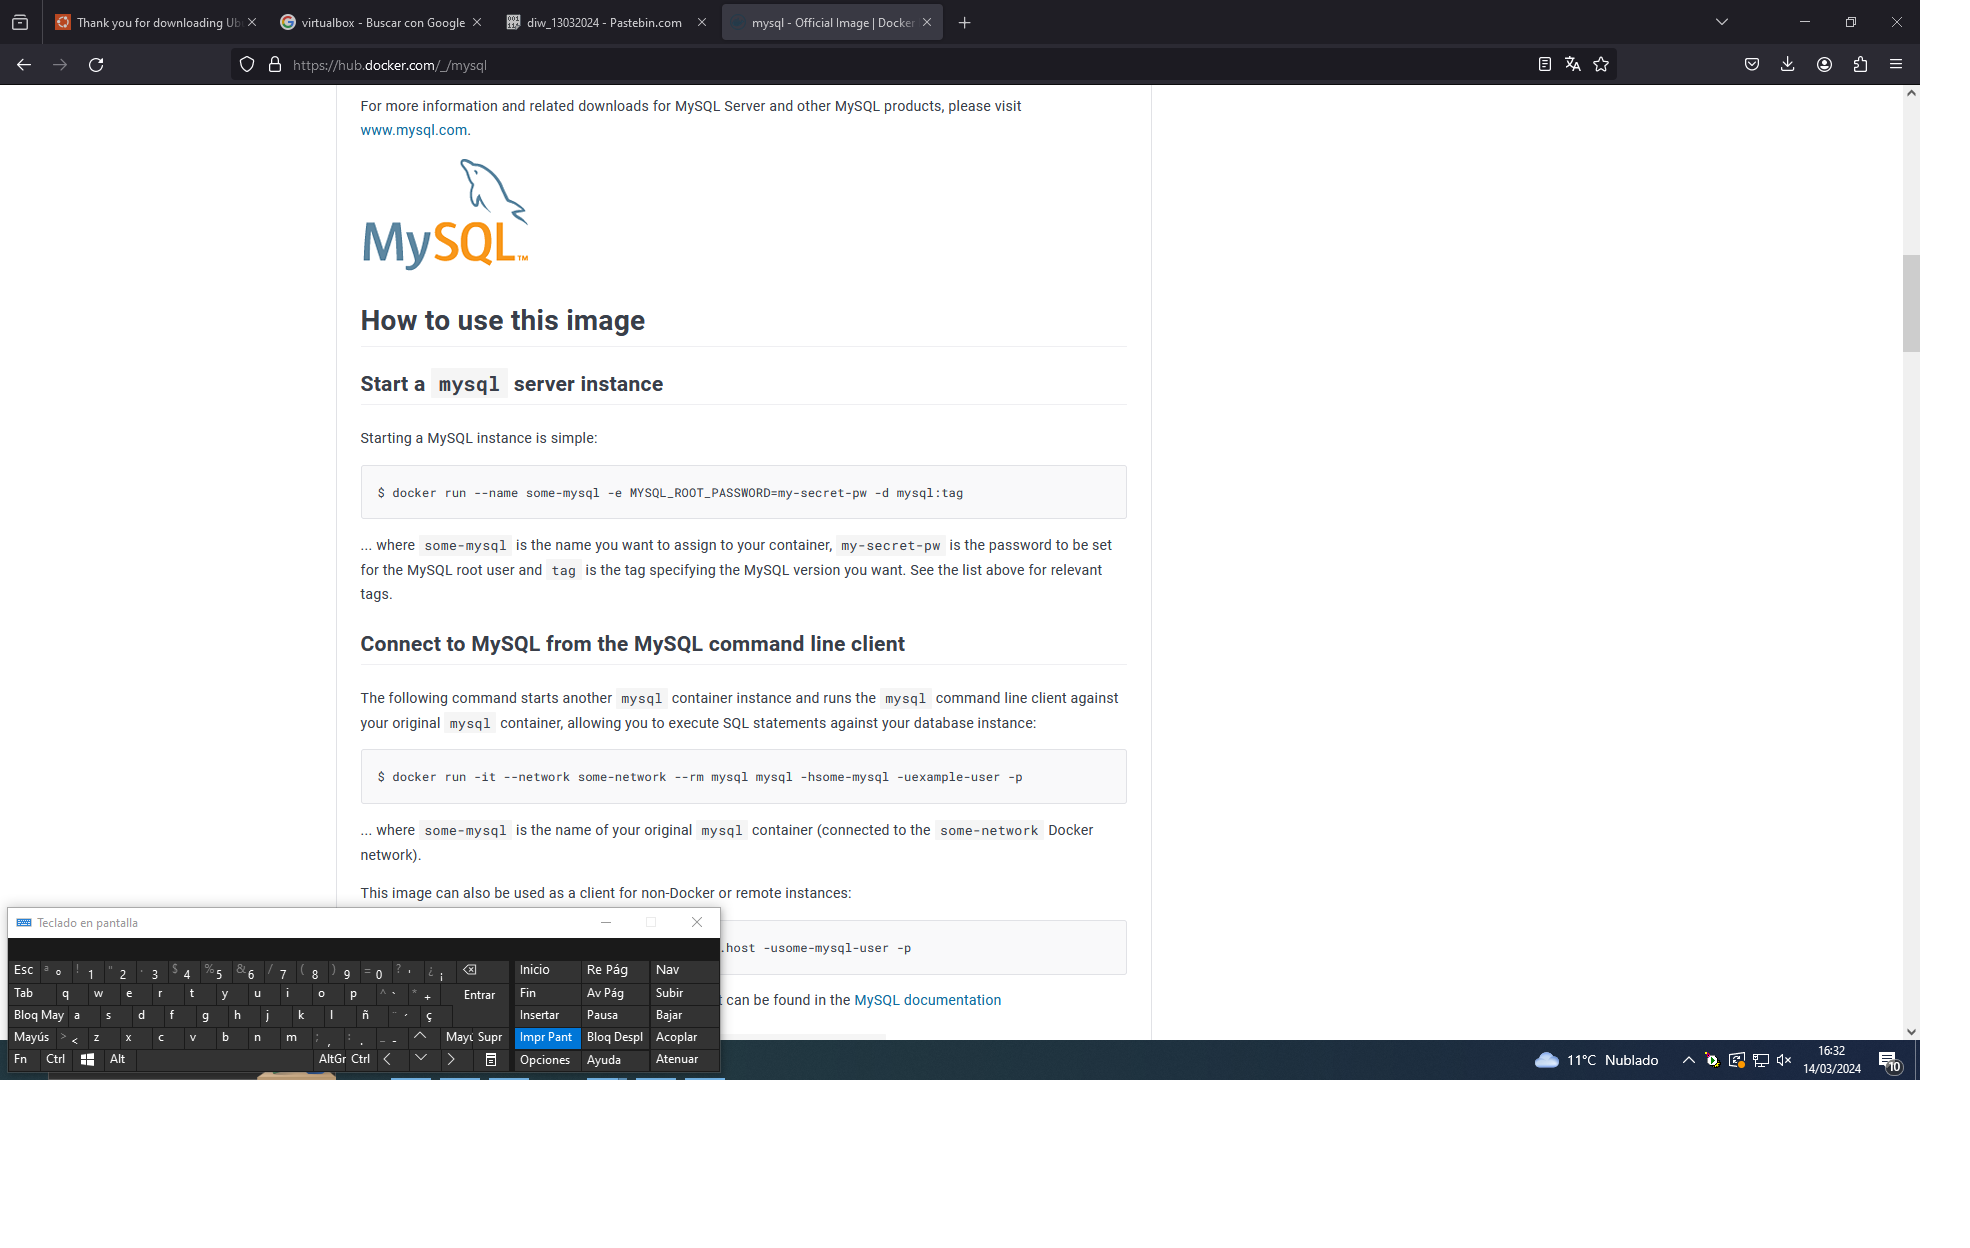 Thank you for downloading Ub
virtualbox - Buscar con Google
diw_13032024 - Pastebin.com
mysql - Official Image | Docker
https://hub.docker.com/_/mysql
For more information and related downloads for MySQL Server and other MySQL products, please visit
www.mysql.com.
MySQL™
How to use this image
Start a mysql server instance
Starting a MySQL instance is simple:
$ docker run --name some-mysql -e MYSQL_ROOT_PASSWORD=my-secret-pw -d mysql:tag
... where some-mysql is the name you want to assign to your container, my-secret-pw is the password to be set
for the MySQL root user and tag is the tag specifying the MySQL version you want. See the list above for relevant
tags.
Connect to MySQL from the MySQL command line client
The following command starts another mysql container instance and runs the mysql command line client against
your original mysql container, allowing you to execute SQL statements against your database instance:
$ docker run -it --network some-network --rm mysql mysql -hsome-mysql -uexample-user -p
... where some-mysql is the name of your original mysql container (connected to the some-network Docker
network).
This image can also be used as a client for non-Docker or remote instances:
.host -usome-mysql-user -p
t can be found in the MySQL documentation
Teclado en pantalla
Esc ª º ! 1 " 2 · 3 $ 4 % 5 & 6 / 7 ( 8 ) 9 = 0 ? ' ¿ ¡ Inicio Re Pág Nav
Tab q w e r t y u i o p ^ ` * + Entrar Fin Av Pág Subir
Bloq May a s d f g h j k l ñ ¨ ´ ç Insertar Pausa Bajar
Mayús > < z x c v b n m ; , : . _ - Mayú Supr Impr Pant Bloq Despl Acoplar
Fn Ctrl Alt AltGr Ctrl Opciones Ayuda Atenuar
11°C Nublado
16:32
14/03/2024
10